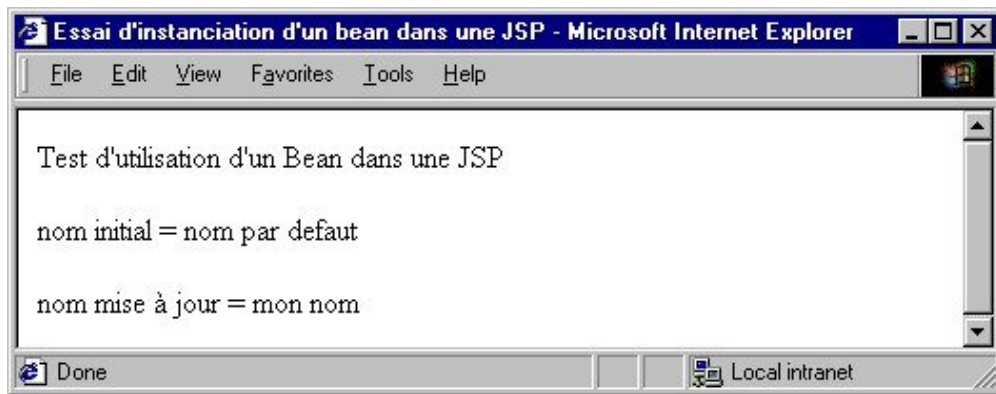 Essai d'instanciation d'un bean dans une JSP - Microsoft Internet Explorer
File Edit View Favorites Tools Help
Test d'utilisation d'un Bean dans une JSP
nom initial = nom par defaut
nom mise à jour = mon nom
Done Local intranet